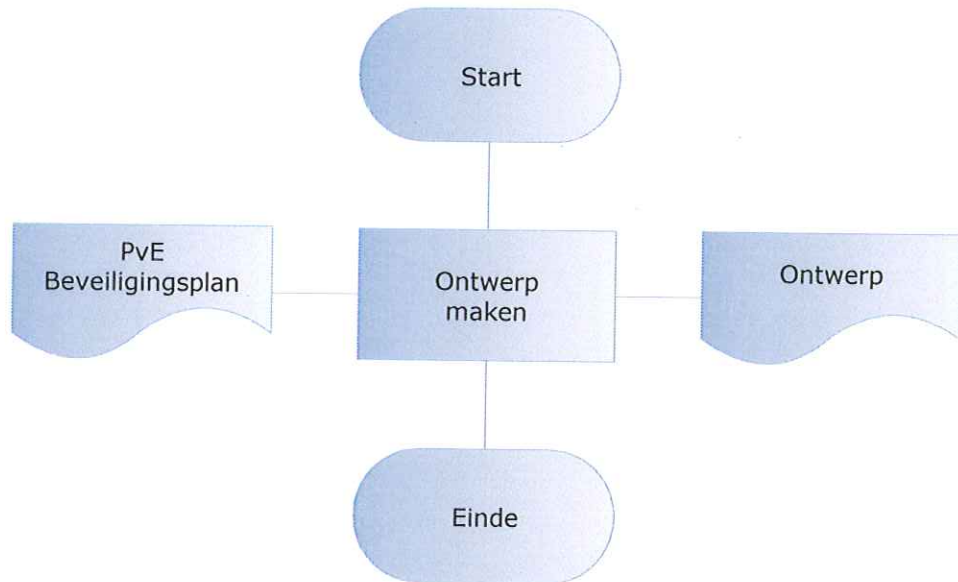 Start
PvE
Beveiligingsplan
Ontwerp
maken
Ontwerp
Einde